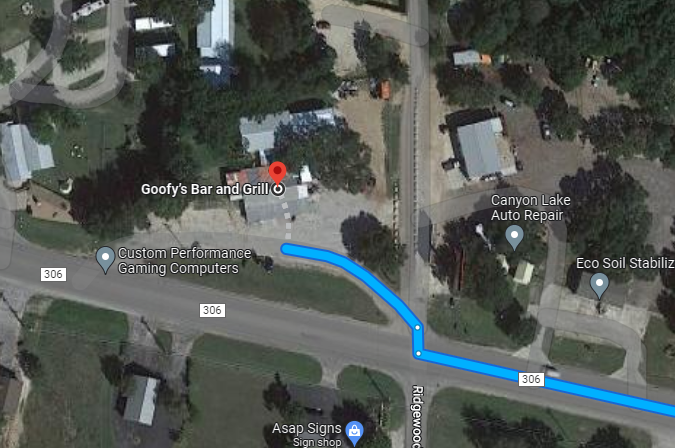 Goofy's Bar and Grill
Canyon Lake
Auto Repair
Custom Performance
Gaming Computers
Eco Soil Stabiliz
306
306
306
Ridgewood
Asap Signs
Sign shop